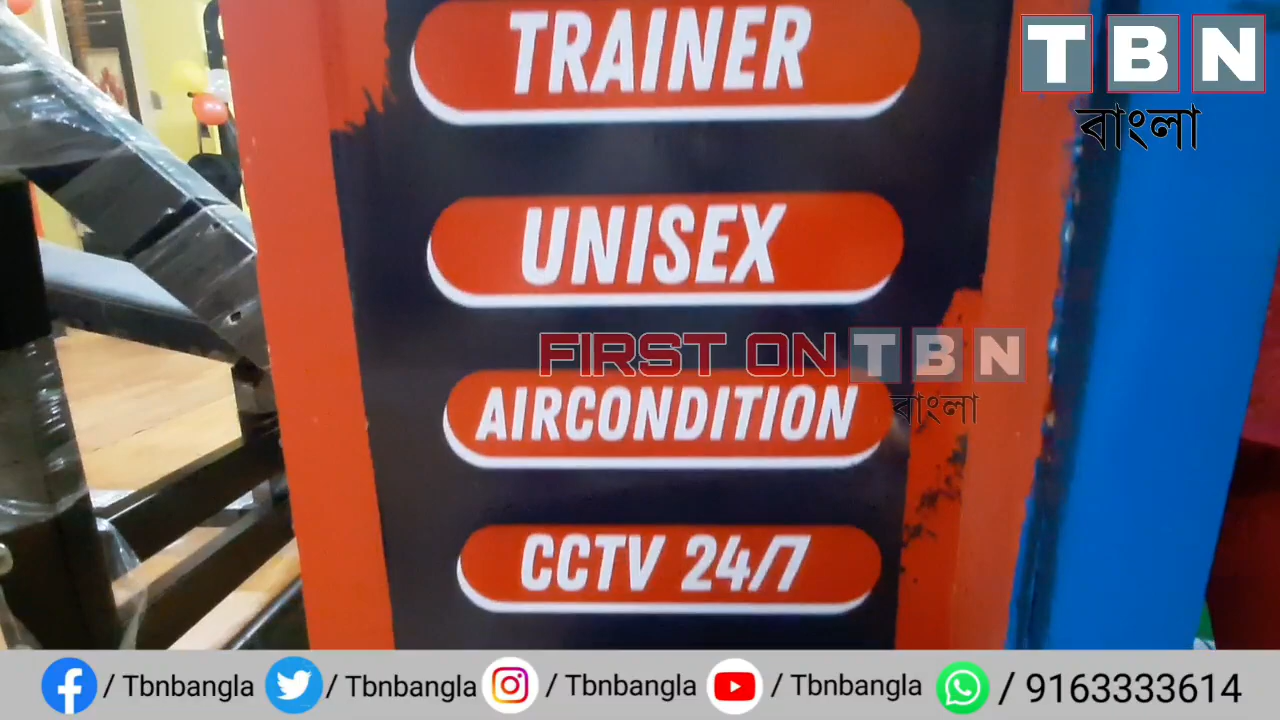 TRAINER
TBN
বাংলা
UNISEX
FIRST ON TBN
বাংলা
AIRCONDITION
CCTV 24/7
/ Tbnbangla / Tbnbangla / Tbnbangla / Tbnbangla / 9163333614